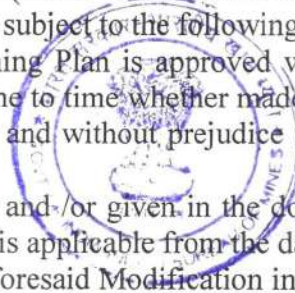 subject to the following
ning Plan is approved w
ne to time whether made
and without prejudice
and /or given in the do
is applicable from the da
foresaid Modification in
MINES